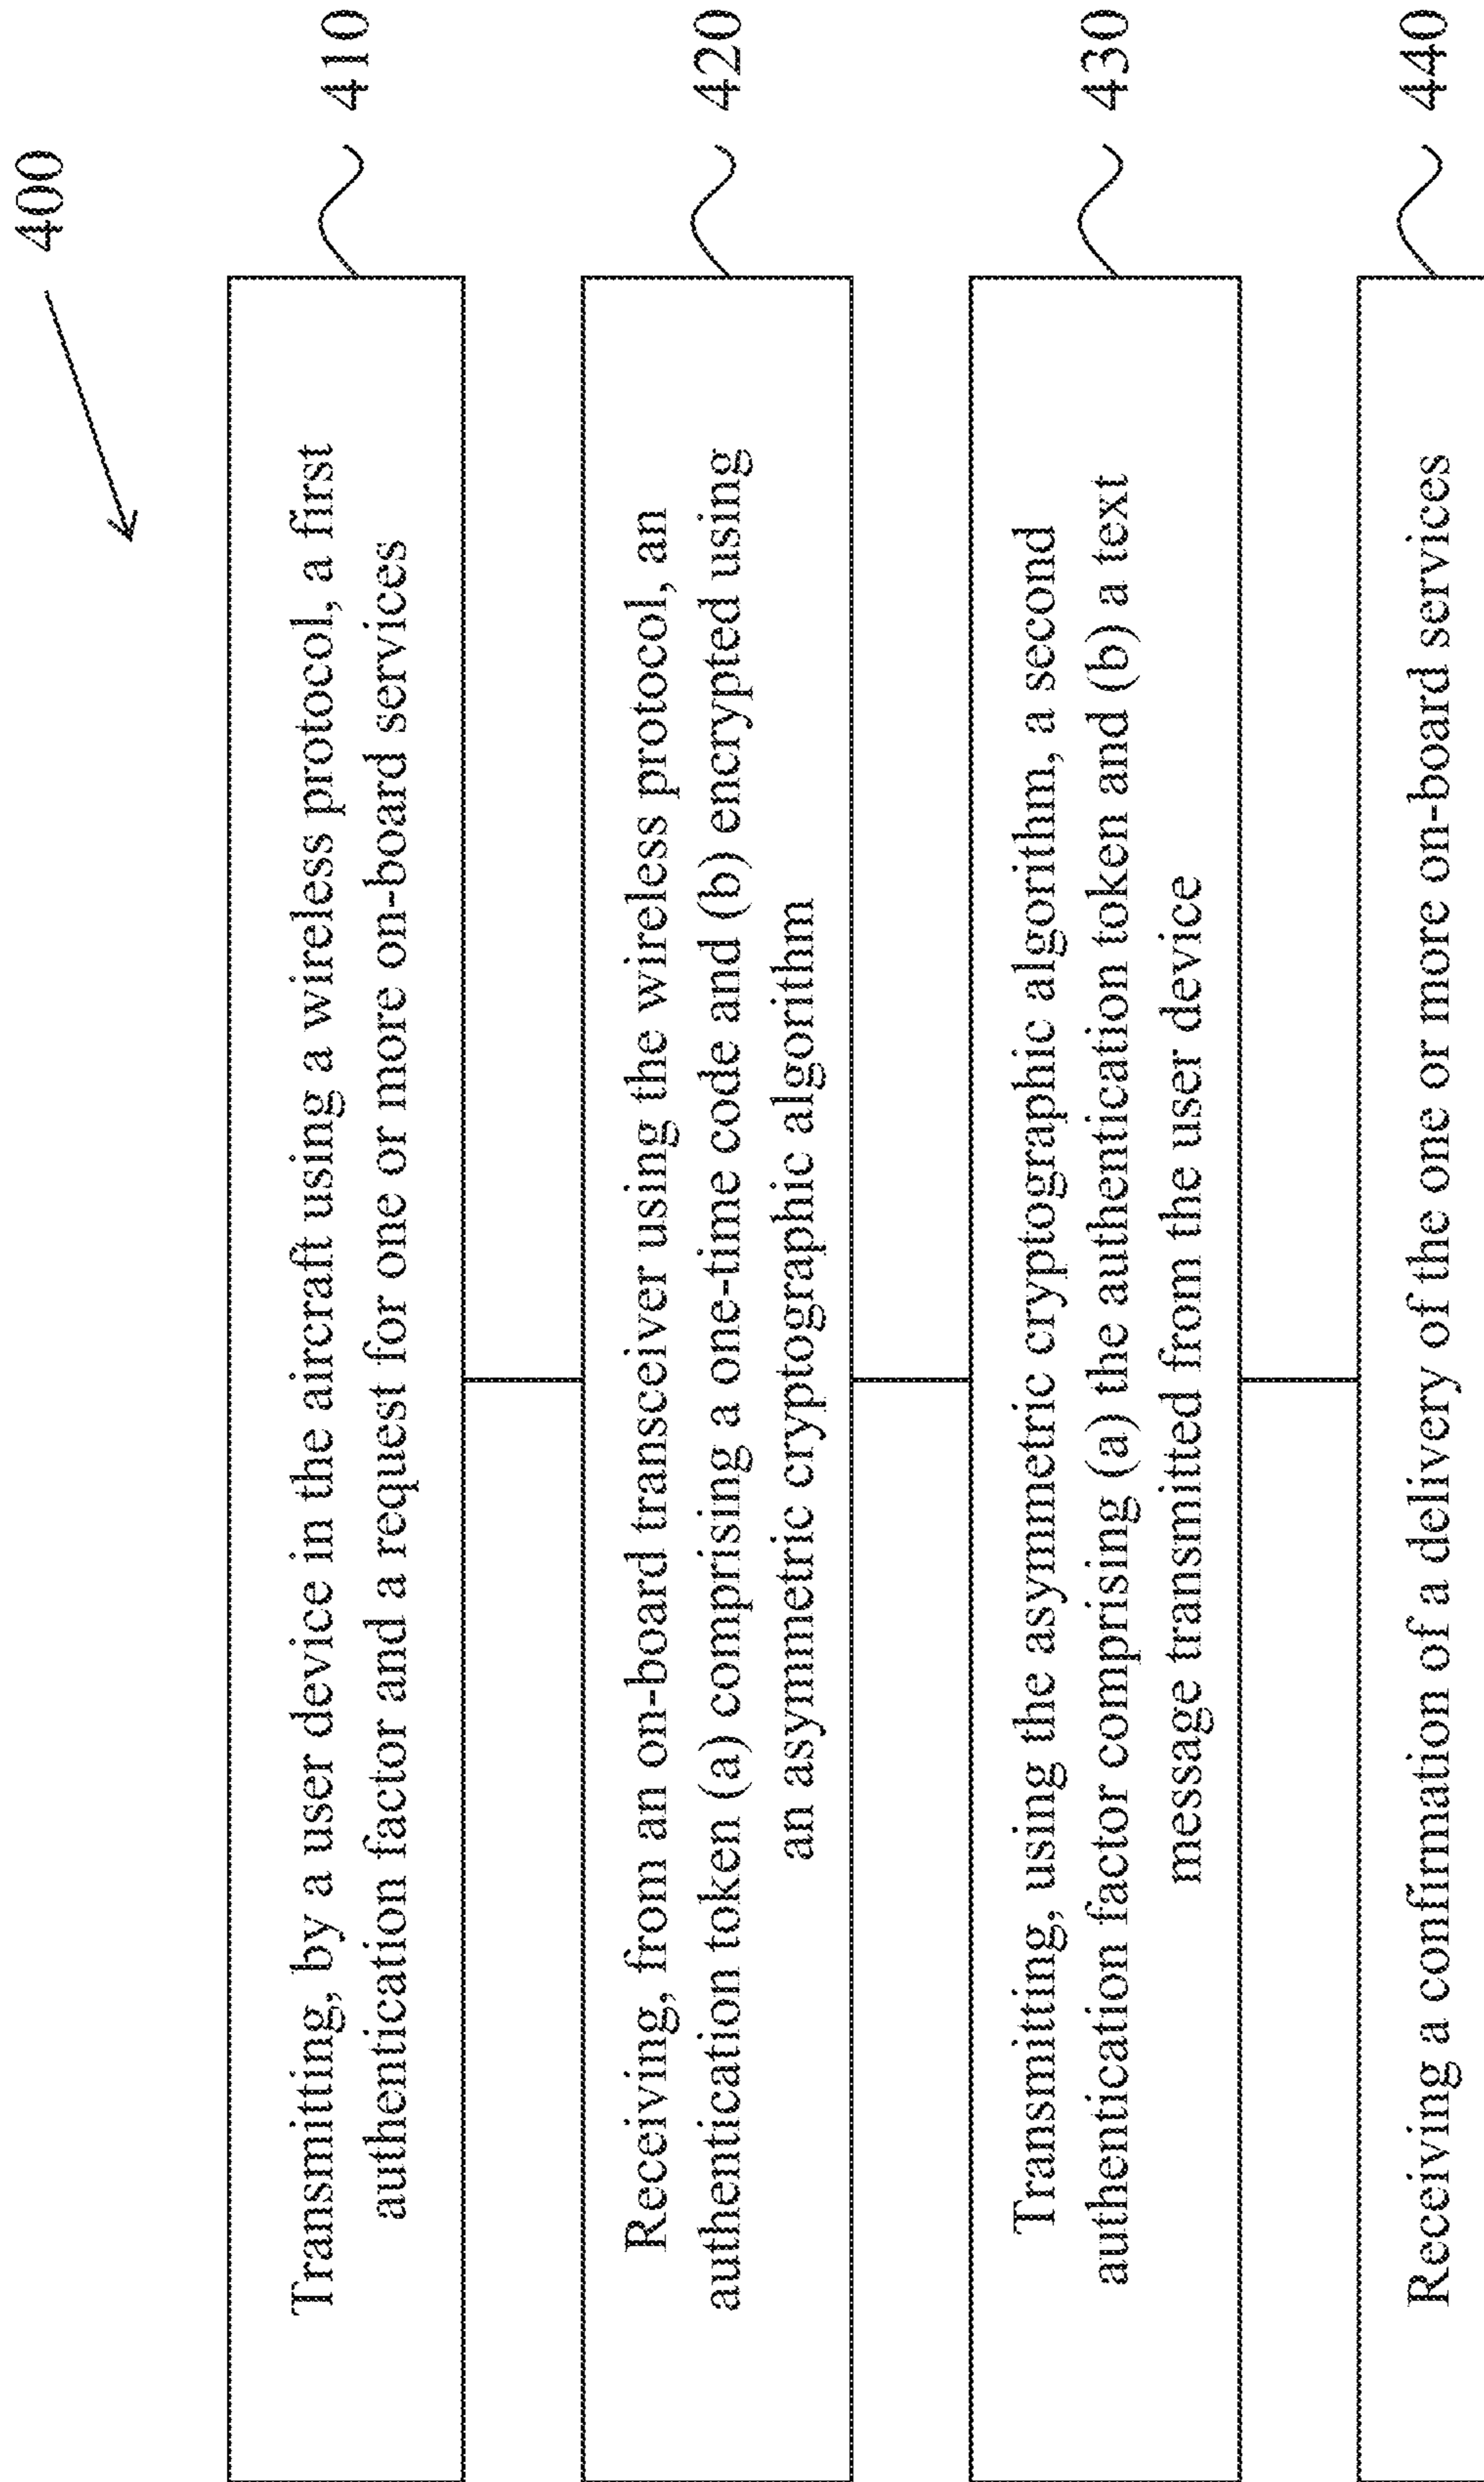 400
Transmitting, by a user device in the aircraft using a wireless protocol, a first
authentication factor and a request for one or more on-board services
410
Receiving, from an on-board transceiver using the wireless protocol, an
authentication token (a) comprising a one-time code and (b) encrypted using
an asymmetric cryptographic algorithm
420
Transmitting, using the asymmetric cryptographic algorithm, a second
authentication factor comprising (a) the authentication token and (b) a text
message transmitted from the user device
430
Receiving a confirmation of a delivery of the one or more on-board services
440